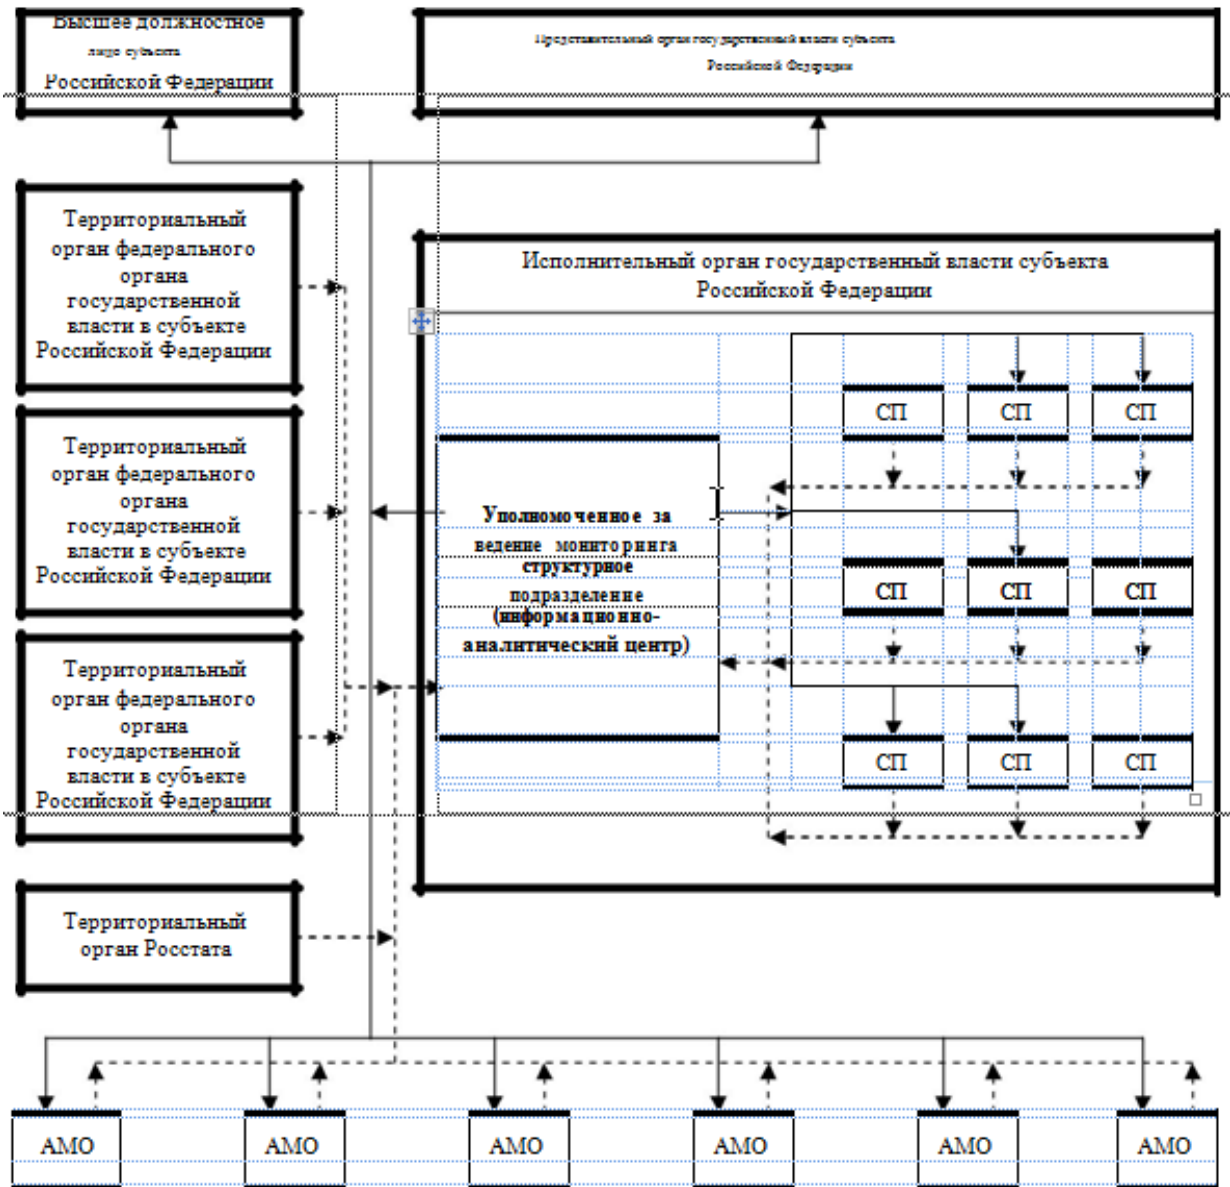 Высшее должностное
лицо субъекта
Российской Федерации
Представительный орган государственный власти субъекта
Российской Федерации
Территориальный
орган федерального
органа
государственной
власти в субъекте
Российской Федерации
Исполнительный орган государственный власти субъекта
Российской Федерации
СП СП СП
Территориальный
орган федерального
органа
государственной
власти в субъекте
Российской Федерации
Уполномоченное за
ведение мониторинга
структурное
подразделение
(информационно-
аналитический центр)
СП СП СП
Территориальный
орган федерального
органа
государственной
власти в субъекте
Российской Федерации
СП СП СП
Территориальный
орган Росстата
АМО АМО АМО АМО АМО АМО